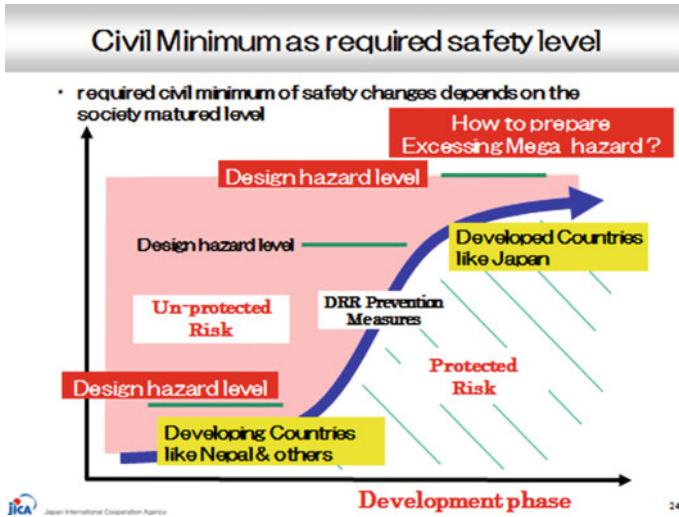 Civil Minimum as required safety level
• required civil minimum of safety changes depends on the
society matured level
How to prepare
Excessing Mega hazard?
Design hazard level
Design hazard level
Developed Countries
like Japan
Un-protected
Risk
DRR Prevention
Measures
Protected
Risk
Design hazard level
Developing Countries
like Nepal & others
Development phase
jICA Japan International Cooperation Agency
24